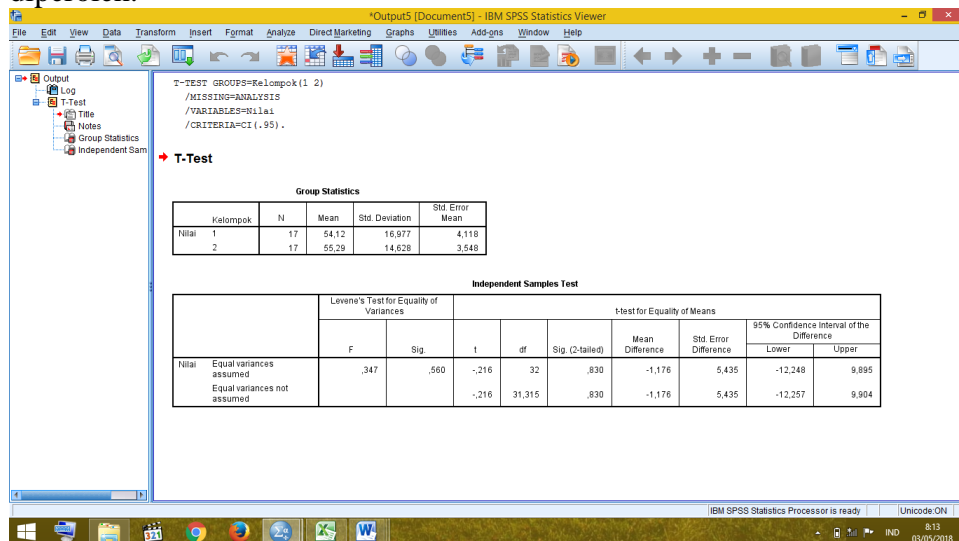 diperoleh:
*Output5 [Document5] - IBM SPSS Statistics Viewer
File Edit View Data Transform Insert Format Analyze Direct Marketing Graphs Utilities Add-ons Window Help
Output
Log
T-Test
Title
Notes
Group Statistics
Independent Sam
T-TEST GROUPS=Kelompok(1 2)
/MISSING=ANALYSIS
/VARIABLES=Nilai
/CRITERIA=CI(.95).
T-Test
Group Statistics
Kelompok N Mean Std. Deviation Std. Error Mean
Nilai 1 17 54,12 16,977 4,118
2 17 55,29 14,628 3,548
Independent Samples Test
Levene's Test for Equality of Variances t-test for Equality of Means
F Sig. t df Sig. (2-tailed) Mean Difference Std. Error Difference 95% Confidence Interval of the Difference
Lower Upper
Nilai Equal variances assumed ,347 ,560 -,216 32 ,830 -1,176 5,435 -12,248 9,895
Equal variances not assumed -,216 31,315 ,830 -1,176 5,435 -12,257 9,904
IBM SPSS Statistics Processor is ready Unicode:ON
321
IND 8:13
03/05/2018